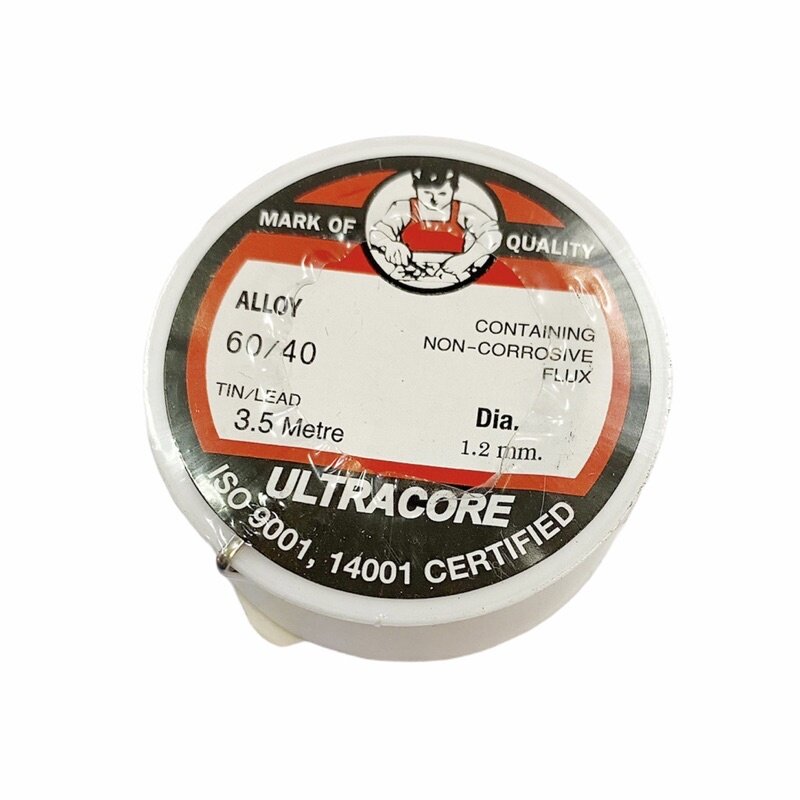 MARK OF QUALITY
ALLOY
60/40
TIN/LEAD
3.5 Metre
CONTAINING
NON-CORROSIVE
FLUX
Dia.
1.2 mm.
ULTRACORE
ISO 9001, 14001 CERTIFIED